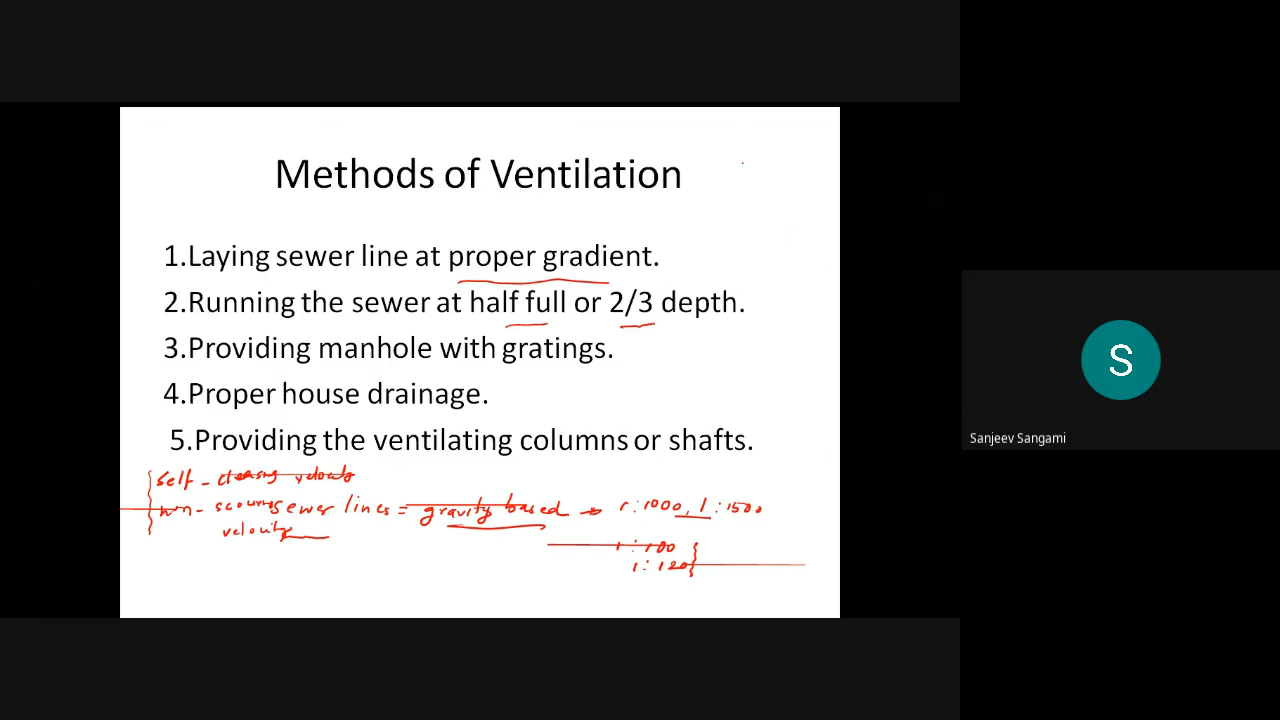 Methods of Ventilation
1.Laying sewer line at proper gradient.
2.Running the sewer at half full or 2/3 depth.
3.Providing manhole with gratings.
4.Proper house drainage.
5.Providing the ventilating columns or shafts.
self - cleansing velocity
non - scouring sewer lines = gravity based → 1:1000, 1:1500
velocity
1:100
1:120
S
Sanjeev Sangami